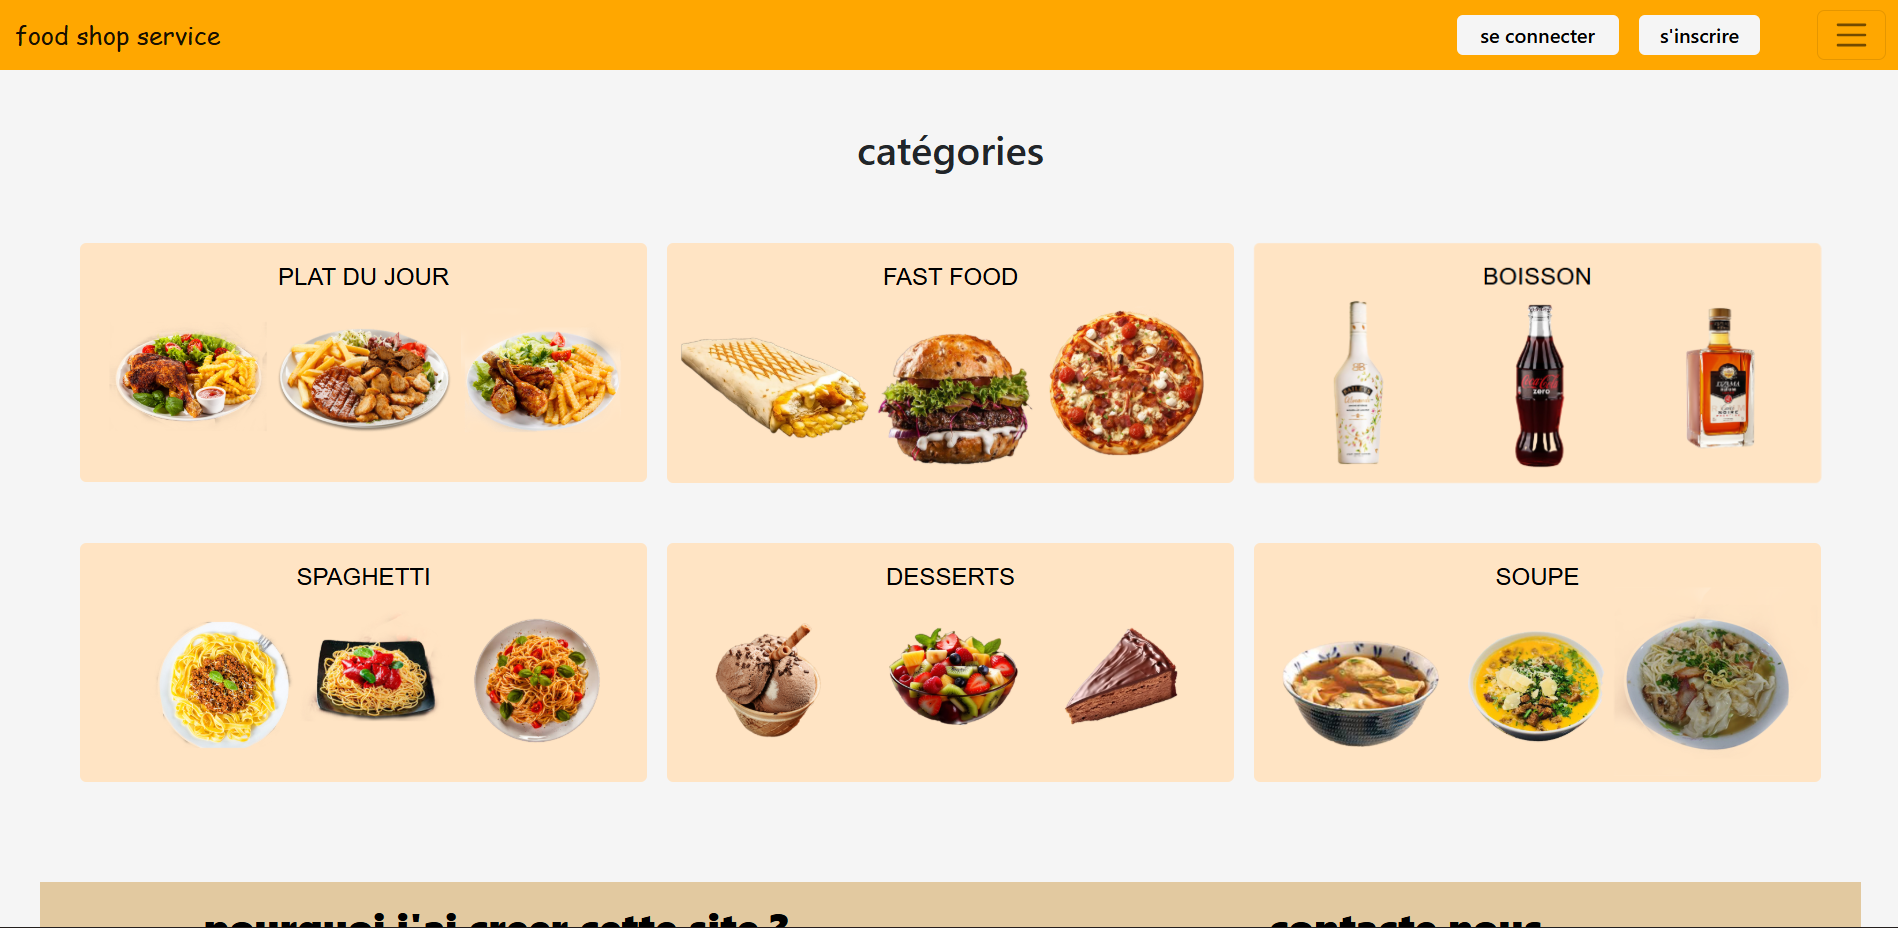 food shop service
se connecter
s'inscrire
catégories
PLAT DU JOUR
FAST FOOD
BOISSON
zero
SPAGHETTI
DESSERTS
SOUPE
pourquoi j'ai creer cette site ?
contacte nous